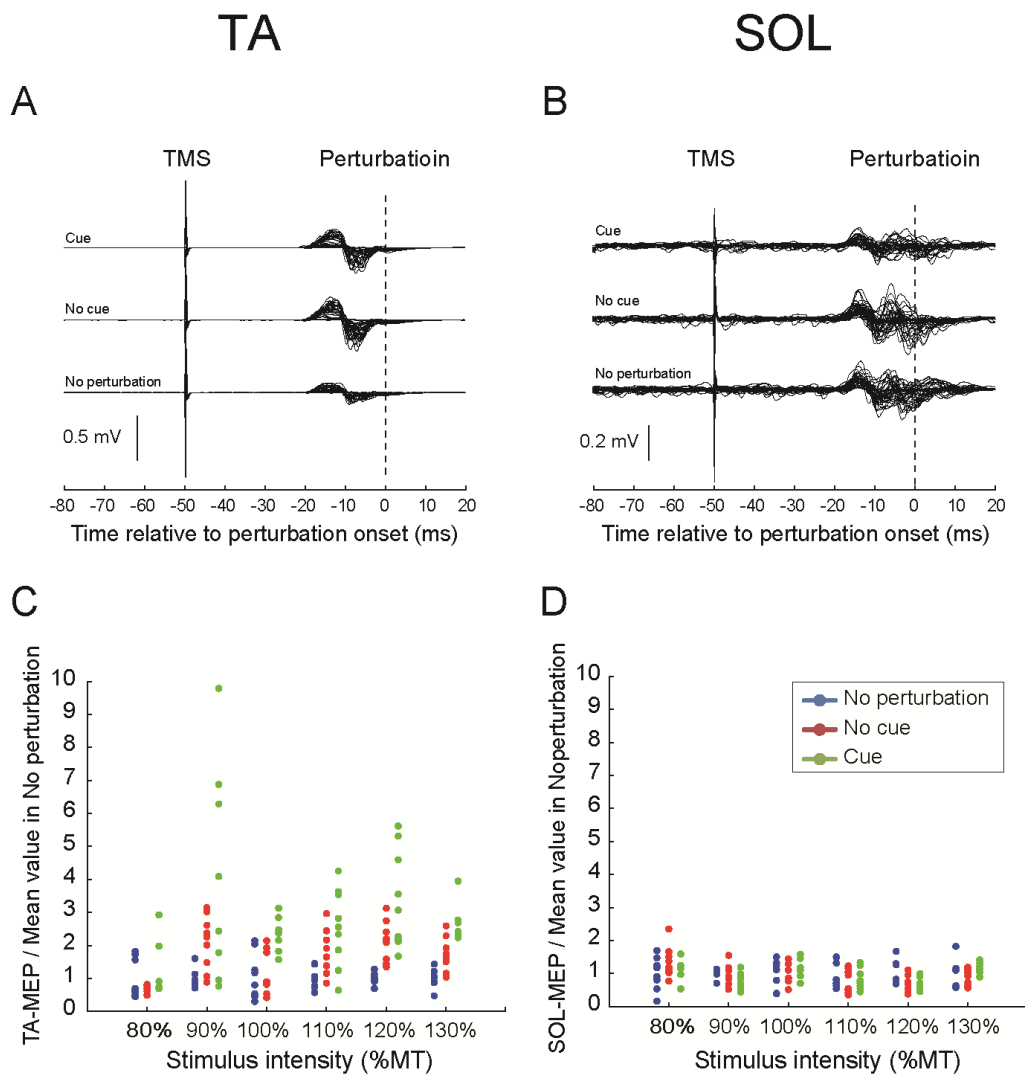 TA
SOL
A
B
TMS
Perturbatioin
TMS
Perturbatioin
Cue
No cue
No perturbation
0.5 mV
Cue
No cue
No perturbation
0.2 mV
-80 -70 -60 -50 -40 -30 -20 -10 0 10 20
Time relative to perturbation onset (ms)
-80 -70 -60 -50 -40 -30 -20 -10 0 10 20
Time relative to perturbation onset (ms)
C
D
TA-MEP / Mean value in No perturbation
10
9
8
7
6
5
4
3
2
1
0
80% 90% 100% 110% 120% 130%
Stimulus intensity (%MT)
SOL-MEP / Mean value in Noperturbation
10
9
8
7
6
5
4
3
2
1
0
No perturbation
No cue
Cue
80% 90% 100% 110% 120% 130%
Stimulus intensity (%MT)